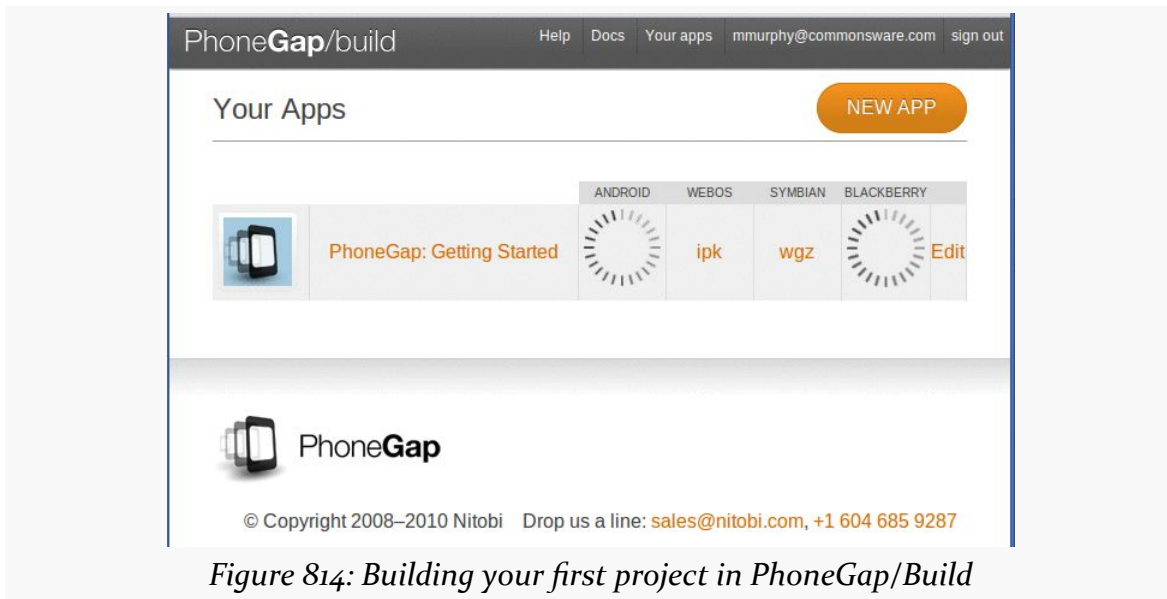 PhoneGap/build Help Docs Your apps mmurphy@commonsware.com sign out
Your Apps NEW APP
ANDROID WEBOS SYMBIAN BLACKBERRY
PhoneGap: Getting Started ipk wgz Edit
PhoneGap
© Copyright 2008–2010 Nitobi Drop us a line: sales@nitobi.com, +1 604 685 9287
Figure 814: Building your first project in PhoneGap/Build